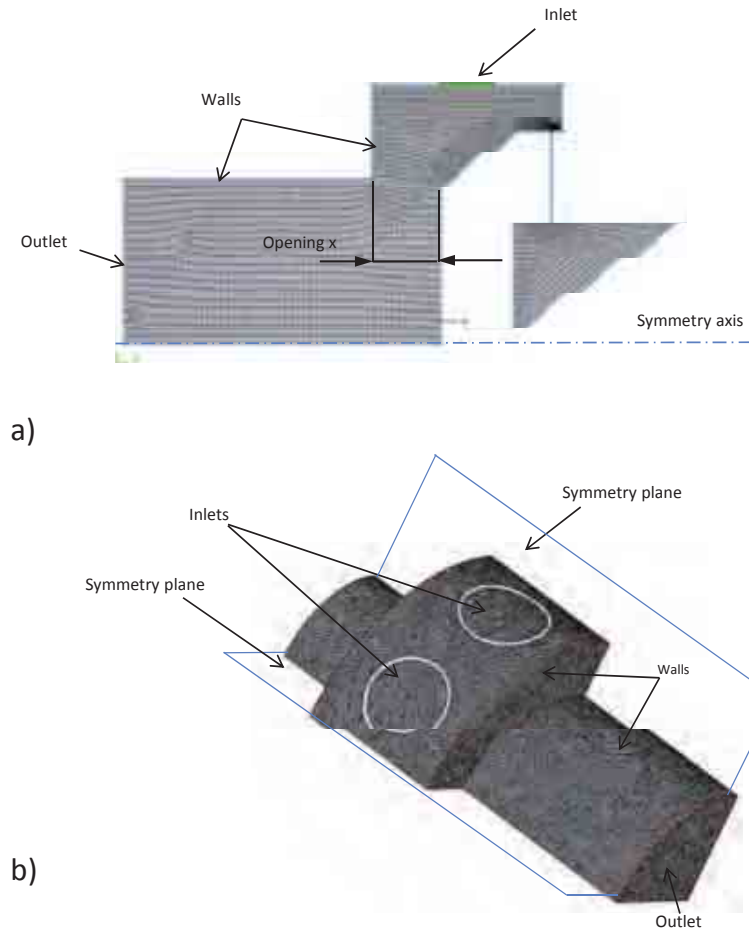 Inlet
Walls
Outlet
Opening x
Symmetry axis
a)
Symmetry plane
Inlets
Symmetry plane
Walls
b)
Outlet